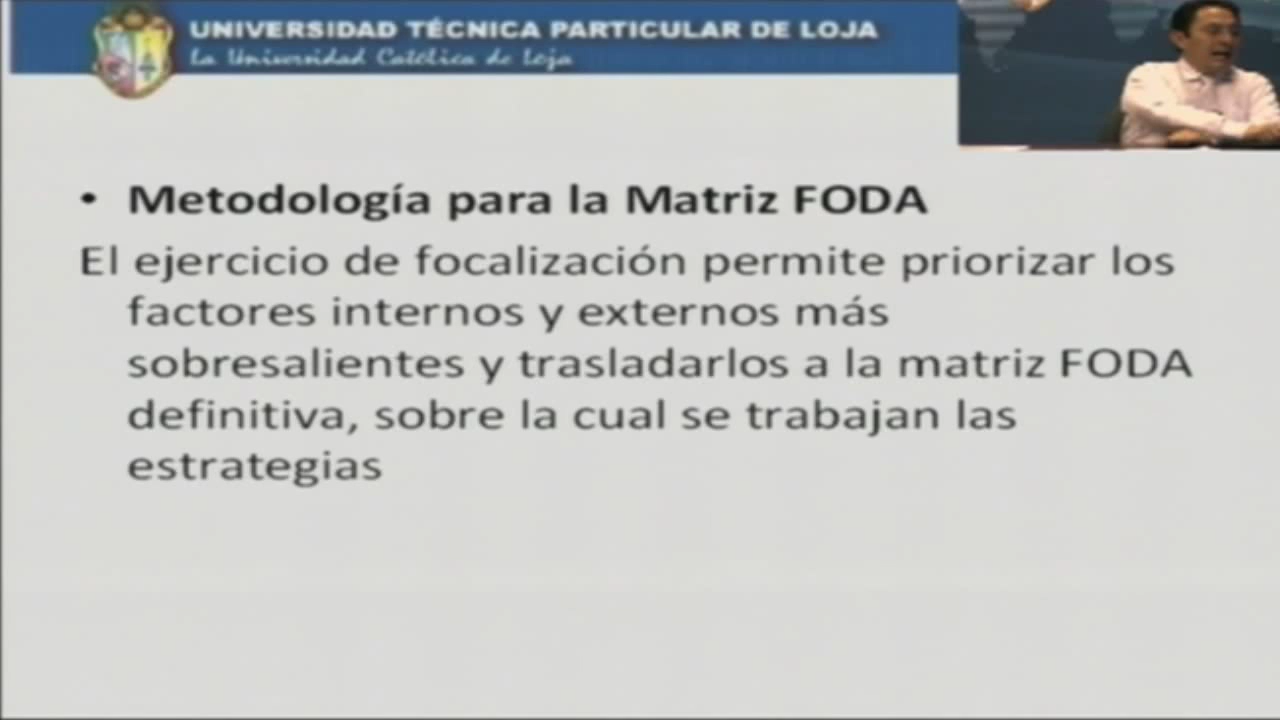 UNIVERSIDAD TÉCNICA PARTICULAR DE LOJA
La Universidad Católica de Loja
• Metodología para la Matriz FODA
El ejercicio de focalización permite priorizar los
factores internos y externos más
sobresalientes y trasladarlos a la matriz FODA
definitiva, sobre la cual se trabajan las
estrategias